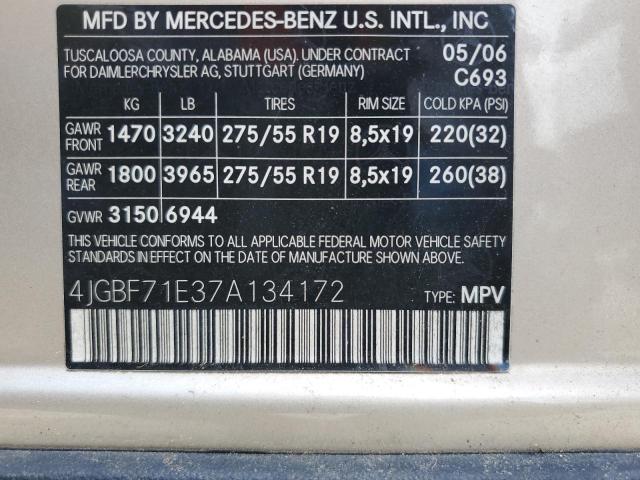 MFD BY MERCEDES-BENZ U.S. INTL., INC
TUSCALOOSA COUNTY, ALABAMA (USA). UNDER CONTRACT 05/06
FOR DAIMLERCHRYSLER AG, STUTTGART (GERMANY) C693
KG LB TIRES RIM SIZE COLD KPA (PSI)
GAWR FRONT 1470 3240 275/55 R19 8,5x19 220(32)
GAWR REAR 1800 3965 275/55 R19 8,5x19 260(38)
GVWR 3150 6944
THIS VEHICLE CONFORMS TO ALL APPLICABLE FEDERAL MOTOR VEHICLE SAFETY
STANDARDS IN EFFECT ON THE DATE OF MANUFACTURE SHOWN ABOVE.
4JGBF71E37A134172 TYPE: MPV